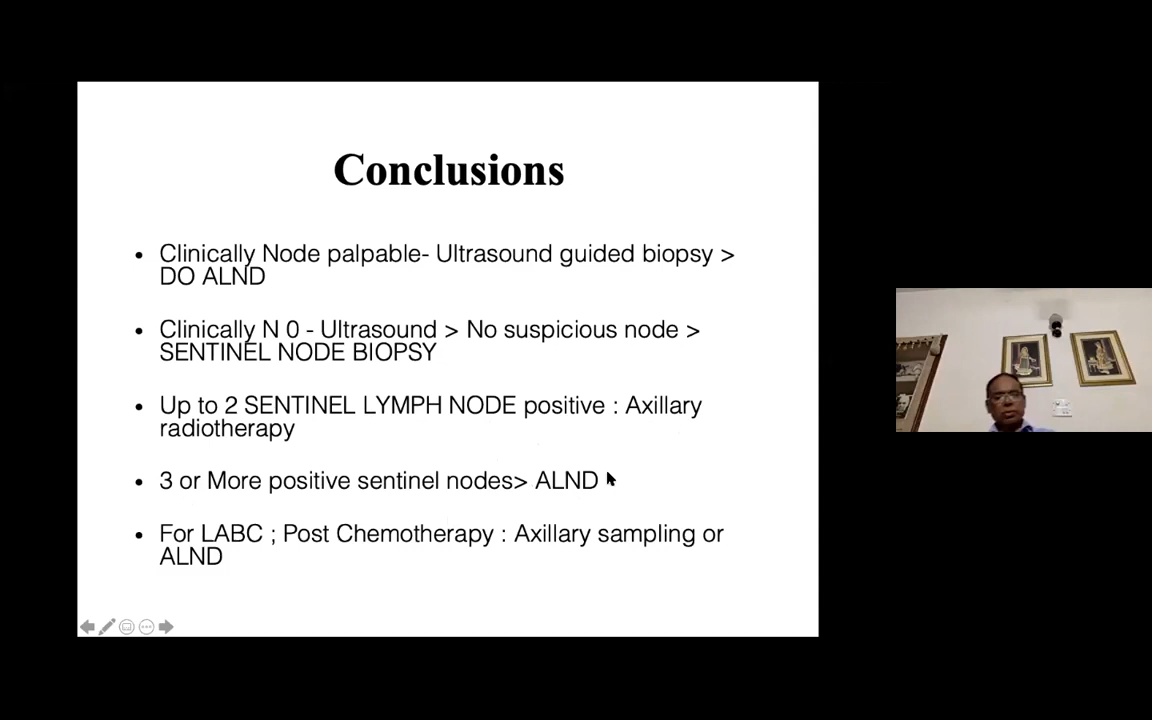 Conclusions
• Clinically Node palpable- Ultrasound guided biopsy >
DO ALND
• Clinically N 0 - Ultrasound > No suspicious node >
SENTINEL NODE BIOPSY
• Up to 2 SENTINEL LYMPH NODE positive : Axillary
radiotherapy
• 3 or More positive sentinel nodes> ALND
• For LABC ; Post Chemotherapy : Axillary sampling or
ALND